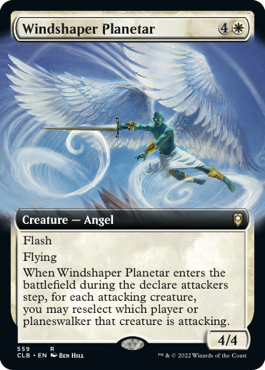 Windshaper Planetar 4
Creature — Angel
Flash
Flying
When Windshaper Planetar enters the
battlefield during the declare attackers
step, for each attacking creature,
you may reselect which player or
planeswalker that creature is attacking.
4/4
559 R
CLB • EN Ben Hill
™ & © 2022 Wizards of the Coast